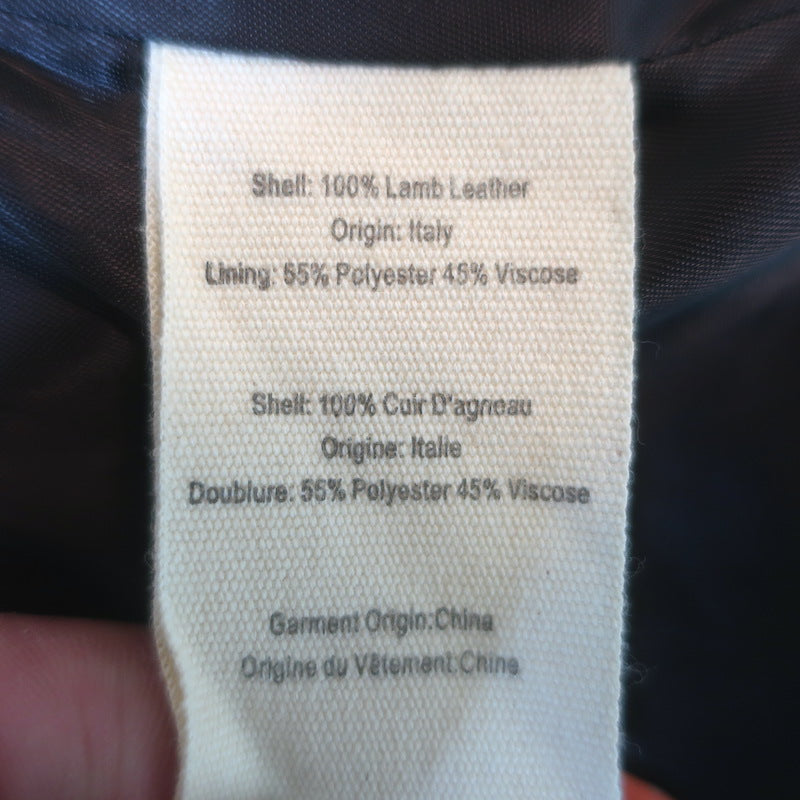 Shell: 100% Lamb Leather
Origin: Italy
Lining: 55% Polyester 45% Viscose
Shell: 100% Cuir D'agneau
Origine: Italie
Doublure: 55% Polyester 45% Viscose
Garment Origin:China
Origine du Vêtement:Chine